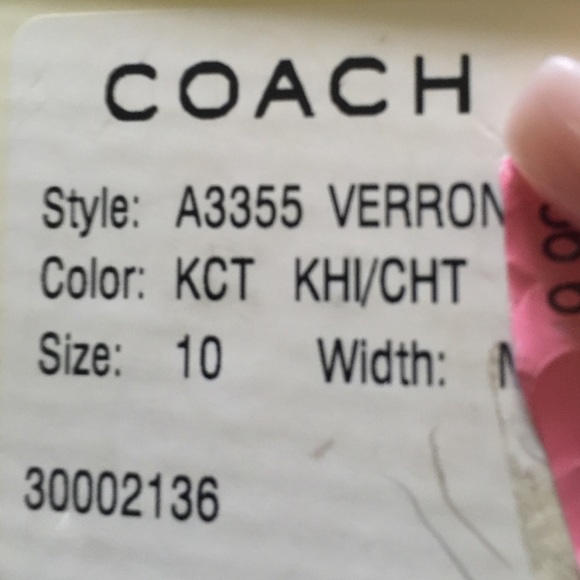 COACH
Style: A3355 VERRON
Color: KCT KHI/CHT
Size: 10 Width:
30002136